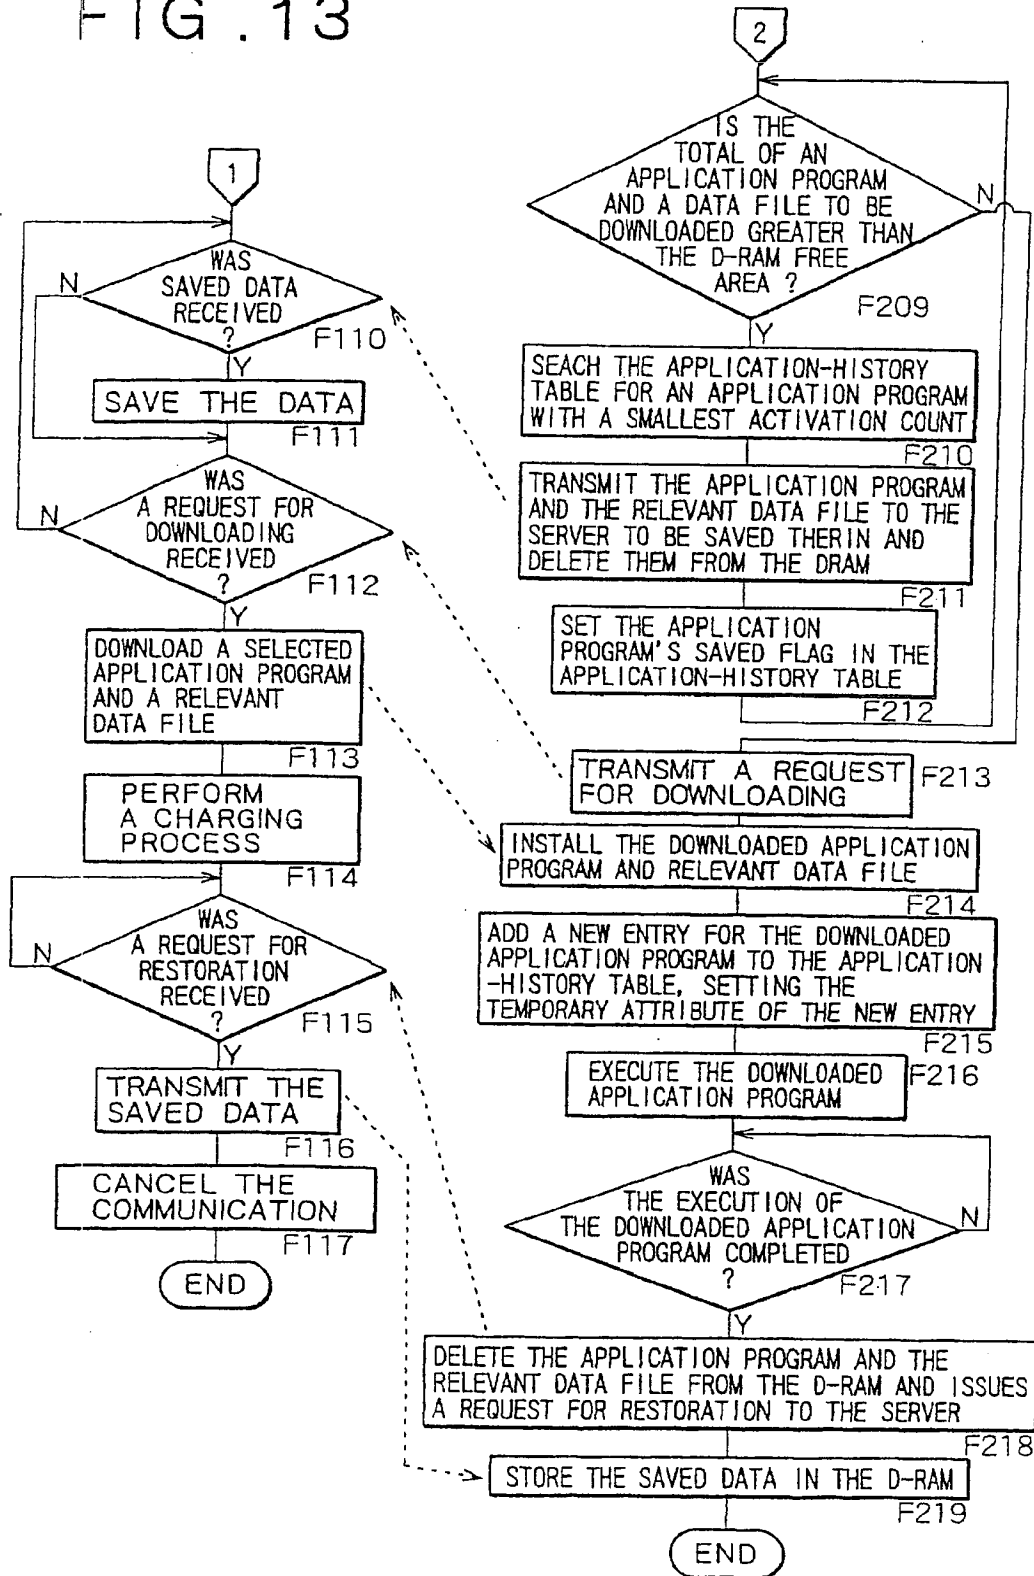 FIG.13
1
WAS
SAVED DATA
RECEIVED
?
N
F110
Y
SAVE THE DATA
F111
WAS
A REQUEST FOR
DOWNLOADING
RECEIVED
?
N
F112
Y
DOWNLOAD A SELECTED
APPLICATION PROGRAM
AND A RELEVANT
DATA FILE
F113
PERFORM
A CHARGING
PROCESS
F114
WAS
A REQUEST FOR
RESTORATION
RECEIVED
?
N
F115
Y
TRANSMIT THE
SAVED DATA
F116
CANCEL THE
COMMUNICATION
F117
END
2
IS THE
TOTAL OF AN
APPLICATION PROGRAM
AND A DATA FILE TO BE
DOWNLOADED GREATER THAN
THE D-RAM FREE
AREA ?
N
F209
Y
SEACH THE APPLICATION-HISTORY
TABLE FOR AN APPLICATION PROGRAM
WITH A SMALLEST ACTIVATION COUNT
F210
TRANSMIT THE APPLICATION PROGRAM
AND THE RELEVANT DATA FILE TO THE
SERVER TO BE SAVED THERIN AND
DELETE THEM FROM THE DRAM
F211
SET THE APPLICATION
PROGRAM'S SAVED FLAG IN THE
APPLICATION-HISTORY TABLE
F212
TRANSMIT A REQUEST
FOR DOWNLOADING
F213
INSTALL THE DOWNLOADED APPLICATION
PROGRAM AND RELEVANT DATA FILE
F214
ADD A NEW ENTRY FOR THE DOWNLOADED
APPLICATION PROGRAM TO THE APPLICATION
-HISTORY TABLE, SETTING THE
TEMPORARY ATTRIBUTE OF THE NEW ENTRY
F215
EXECUTE THE DOWNLOADED
APPLICATION PROGRAM
F216
WAS
THE EXECUTION OF
THE DOWNLOADED APPLICATION
PROGRAM COMPLETED
?
N
F217
Y
DELETE THE APPLICATION PROGRAM AND THE
RELEVANT DATA FILE FROM THE D-RAM AND ISSUES
A REQUEST FOR RESTORATION TO THE SERVER
F218
STORE THE SAVED DATA IN THE D-RAM
F219
END